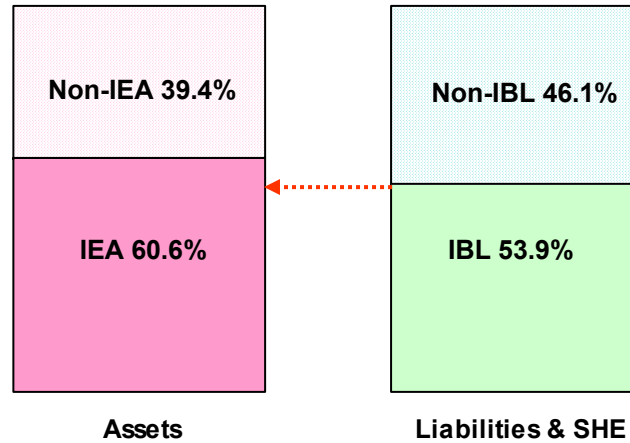 Non-IEA 39.4%
Non-IBL 46.1%
IEA 60.6%
IBL 53.9%
Assets
Liabilities & SHE